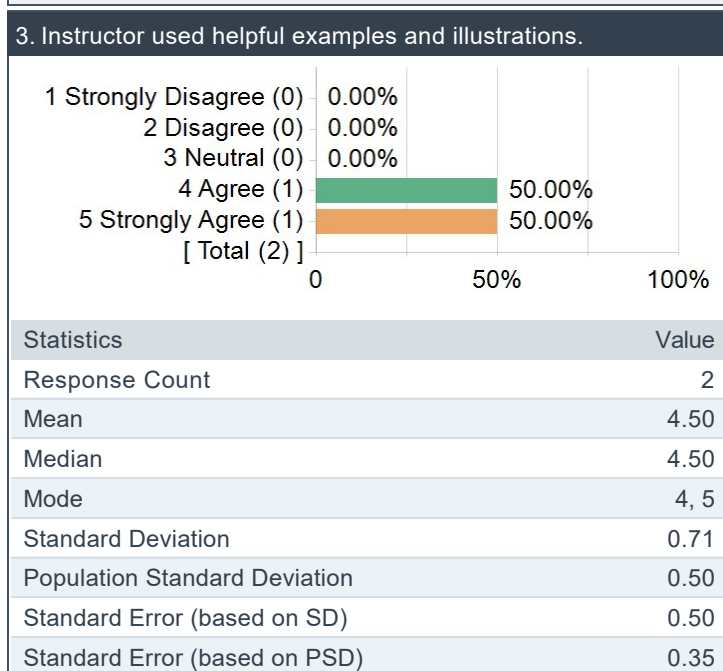 3. Instructor used helpful examples and illustrations.
1 Strongly Disagree (0) 0.00%
2 Disagree (0) 0.00%
3 Neutral (0) 0.00%
4 Agree (1) 50.00%
5 Strongly Agree (1) 50.00%
[ Total (2) ]
0 50% 100%
Statistics Value
Response Count 2
Mean 4.50
Median 4.50
Mode 4, 5
Standard Deviation 0.71
Population Standard Deviation 0.50
Standard Error (based on SD) 0.50
Standard Error (based on PSD) 0.35